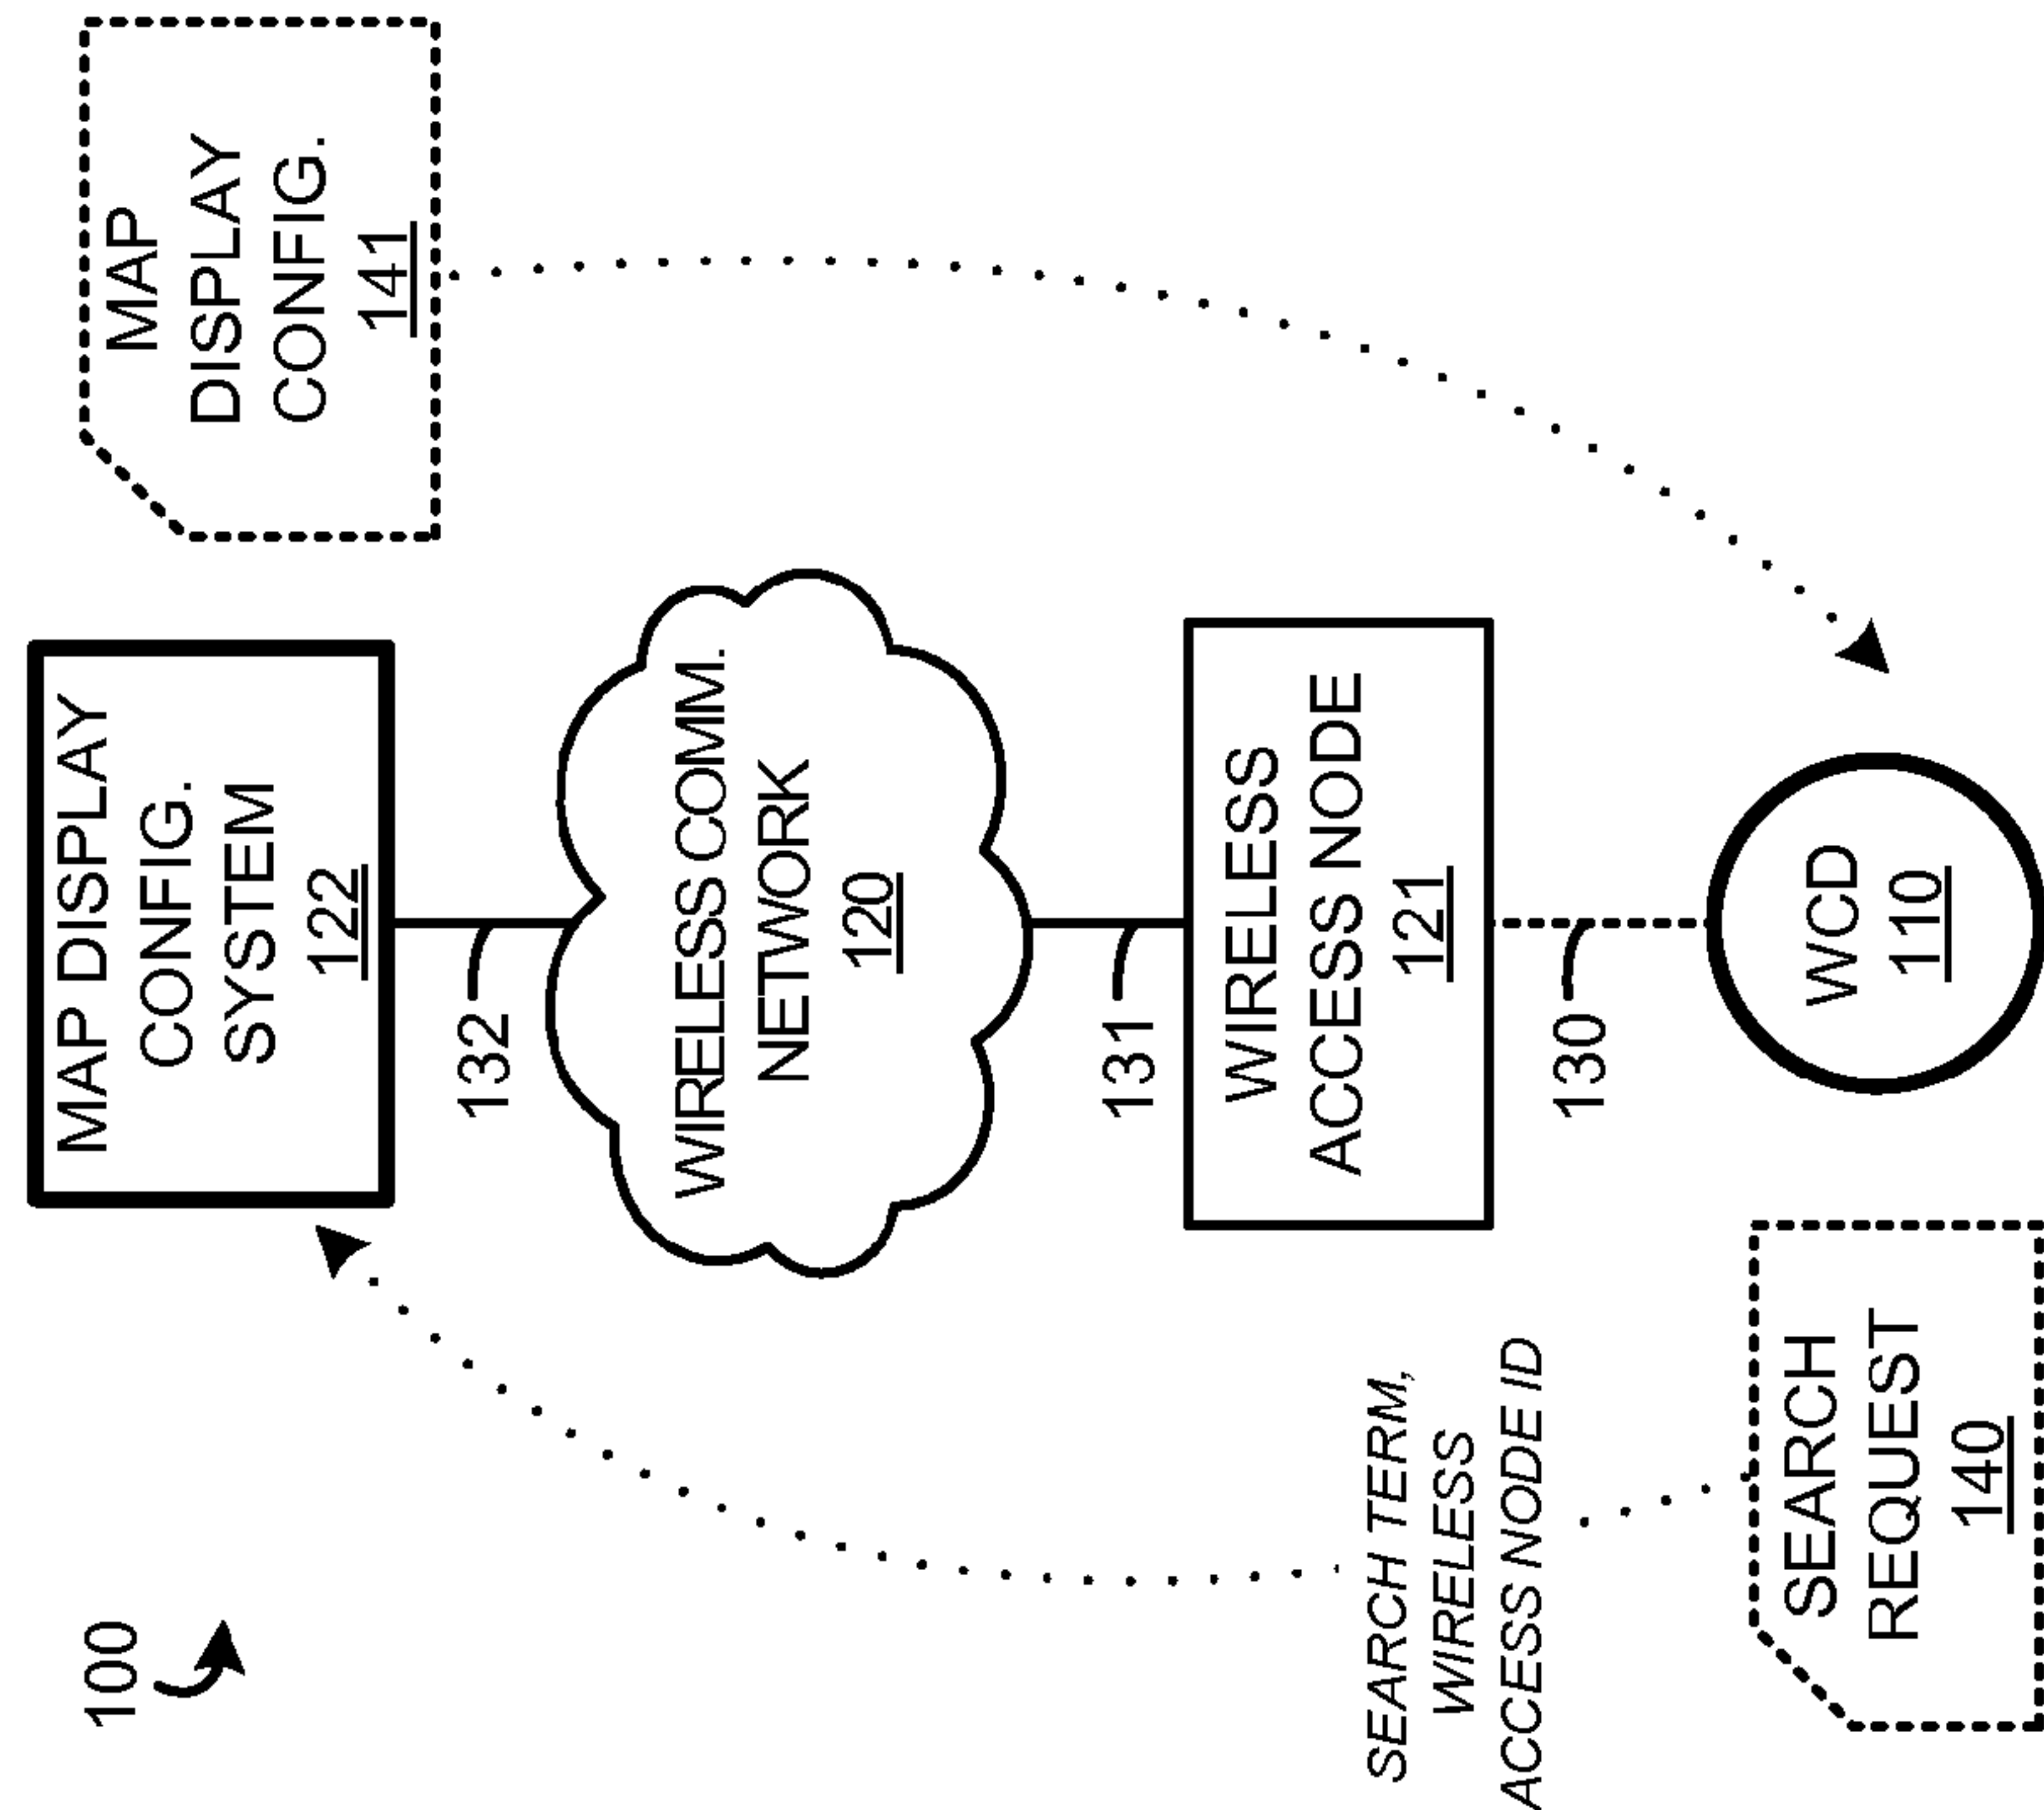 100
MAP DISPLAY
CONFIG.
SYSTEM
122
MAP
DISPLAY
CONFIG.
141
132
WIRELESS COMM.
NETWORK
120
131
WIRELESS
ACCESS NODE
121
SEARCH TERM,
WIRELESS
ACCESS NODE ID
130
SEARCH
REQUEST
140
WCD
110